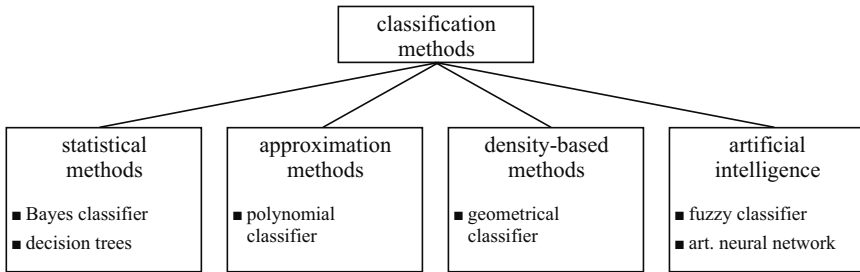 classification
methods
statistical
methods
■ Bayes classifier
■ decision trees
approximation
methods
■ polynomial
classifier
density-based
methods
■ geometrical
classifier
artificial
intelligence
■ fuzzy classifier
■ art. neural network